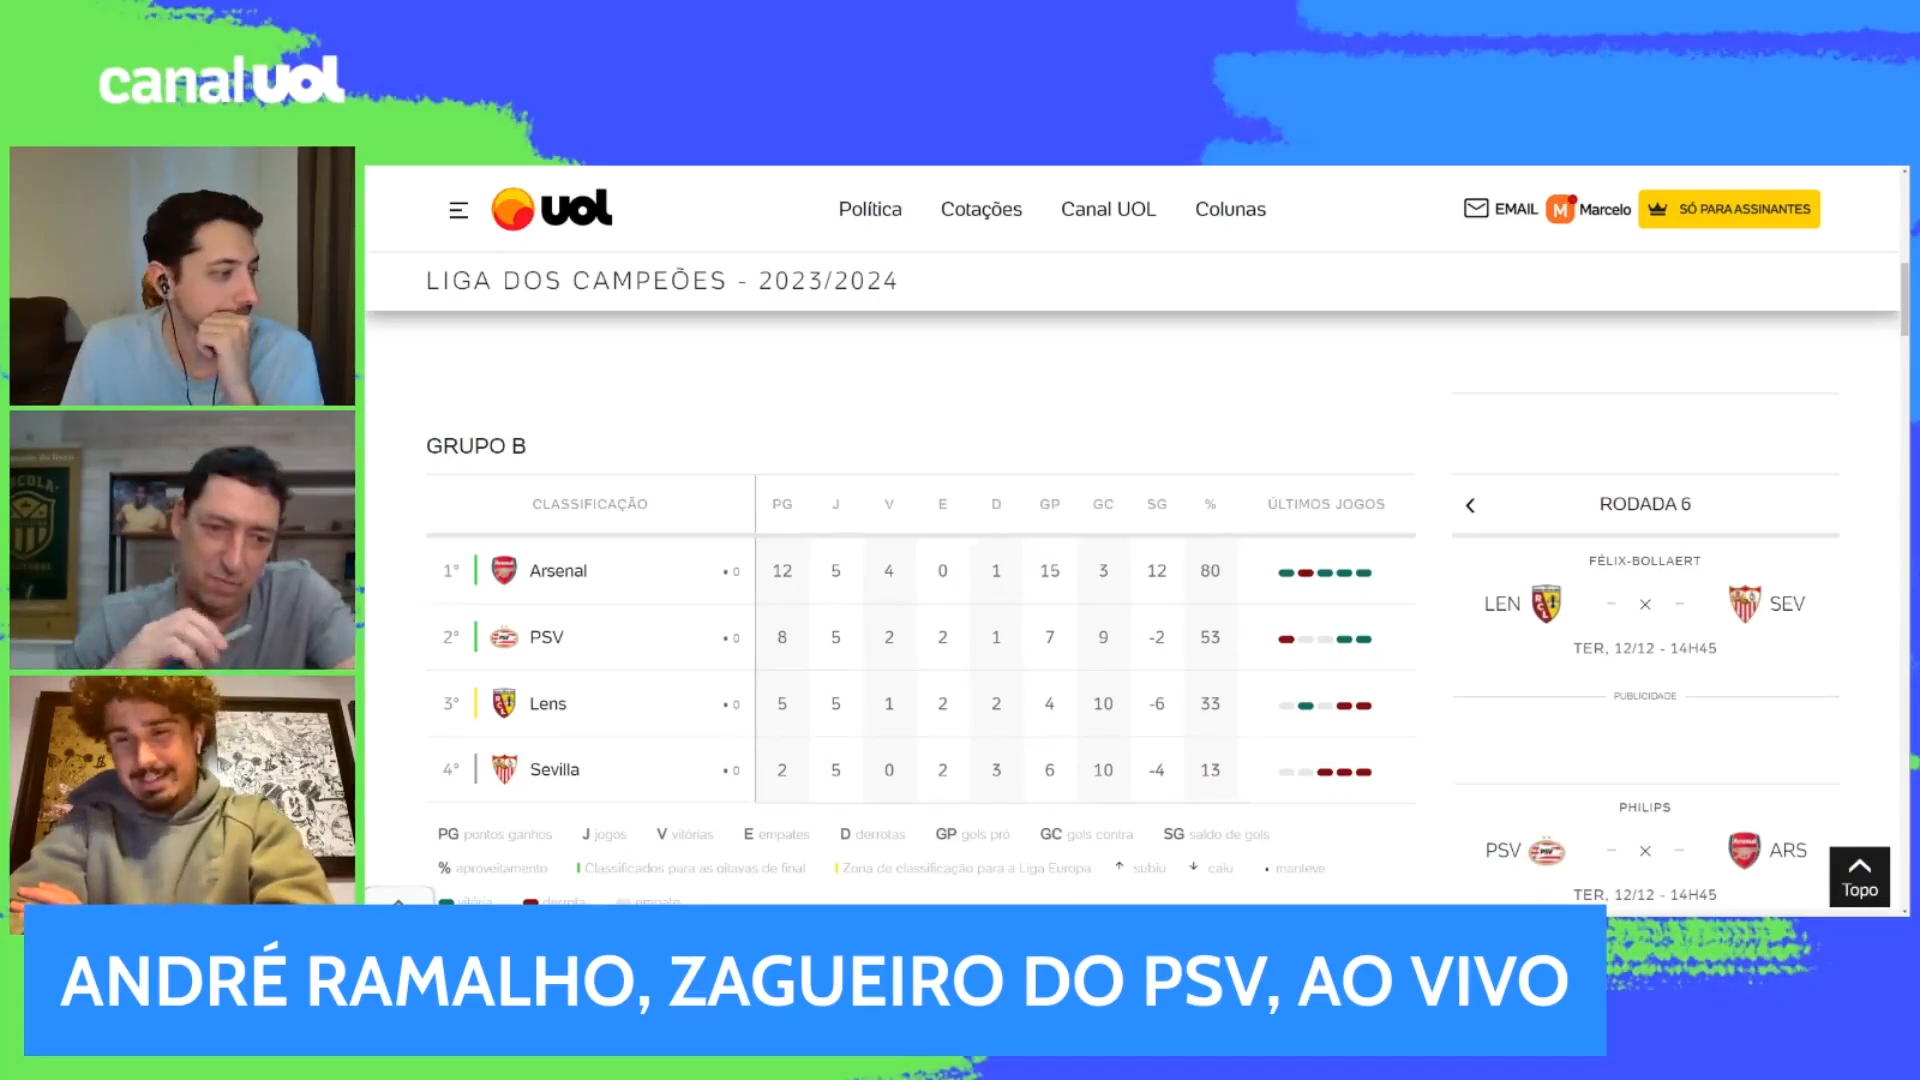 canal uol
uol
Política
Cotações
Canal UOL
Colunas
EMAIL
M
Marcelo
SÓ PARA ASSINANTES
LIGA DOS CAMPEÕES - 2023/2024
GRUPO B
CLASSIFICAÇÃO PG J V E D GP GC SG % ÚLTIMOS JOGOS
1° Arsenal • 0 12 5 4 0 1 15 3 12 80
2° PSV • 0 8 5 2 2 1 7 9 -2 53
3° Lens • 0 5 5 1 2 2 4 10 -6 33
4° Sevilla • 0 2 5 0 2 3 6 10 -4 13
PG pontos ganhos J jogos V vitórias E empates D derrotas GP gols pró GC gols contra SG saldo de gols
% aproveitamento Classificados para as oitavas de final Zona de classificação para a Liga Europa subiu caiu • manteve
vitória derrota empate
RODADA 6
FÉLIX-BOLLAERT
LEN - × - SEV
TER, 12/12 - 14H45
PUBLICIDADE
PHILIPS
PSV - × - ARS
TER, 12/12 - 14H45
Topo
ANDRÉ RAMALHO, ZAGUEIRO DO PSV, AO VIVO